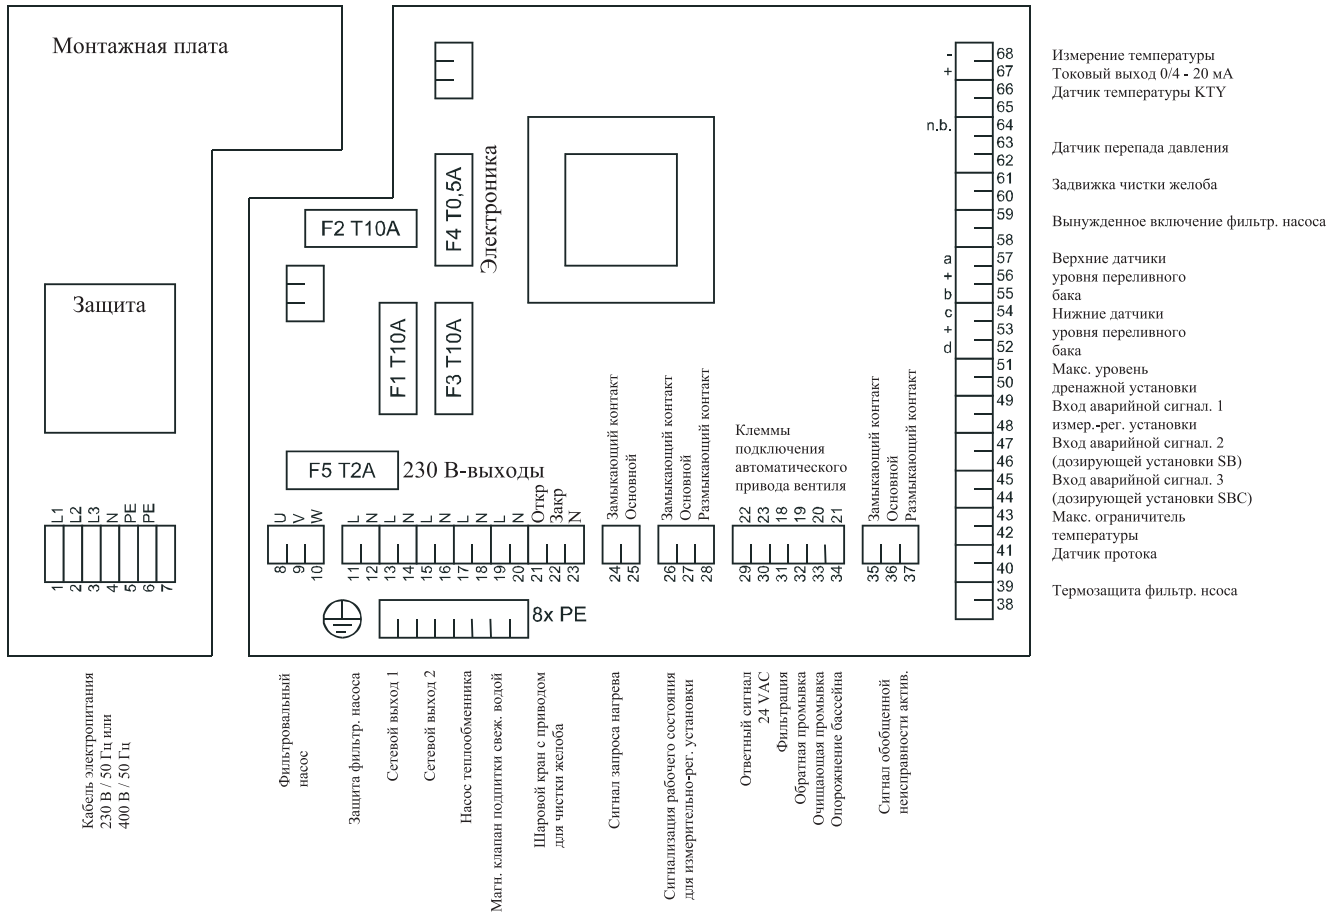 Монтажная плата
Защита
F2 T10A
F4 T0,5A
Электроника
F1 T10A
F3 T10A
F5 T2A
230 В-выходы
L1
L2
L3
N
PE
PE
1
2
3
4
5
6
7
U
V
W
8
9
10
L
N
L
N
L
N
L
N
L
N
Откр
Закр
N
11
12
13
14
15
16
17
18
19
20
21
22
23
8x PE
Замыкающий контакт
Основной
24
25
Замыкающий контакт
Основной
Размыкающий контакт
26
27
28
Клеммы
подключения
автоматического
привода вентиля
22
23
18
19
20
21
29
30
31
32
33
34
Замыкающий контакт
Основной
Размыкающий контакт
35
36
37
- 68
+ 67
66
65
n.b. 64
63
62
61
60
59
58
a 57
+ 56
b 55
c 54
+ 53
d 52
51
50
49
48
47
46
45
44
43
42
41
40
39
38
Измерение температуры
Токовый выход 0/4 - 20 мА
Датчик температуры KTY
Датчик перепада давления
Задвижка чистки желоба
Вынужденное включение фильтр. насоса
Верхние датчики
уровня переливного
бака
Нижние датчики
уровня переливного
бака
Макс. уровень
дренажной установки
Вход аварийной сигнал. 1
измер.-рег. установки
Вход аварийной сигнал. 2
(дозирующей установки SB)
Вход аварийной сигнал. 3
(дозирующей установки SBC)
Макс. ограничитель
температуры
Датчик протока
Термозащита фильтр. нсоса
Кабель электропитания
230 В / 50 Гц или
400 В / 50 Гц
Фильтровальный
насос
Защита фильтр. насоса
Сетевой выход 1
Сетевой выход 2
Насос теплообменника
Магн. клапан подпитки свеж. водой
Шаровой кран с приводом
для чистки желоба
Сигнал запроса нагрева
Сигнализация рабочего состояния
для измерительно-рег. установки
Ответный сигнал
24 VAC
Фильтрация
Обратная промывка
Очищающая промывка
Опорожнение бассейна
Сигнал обобщенной
неисправности актив.